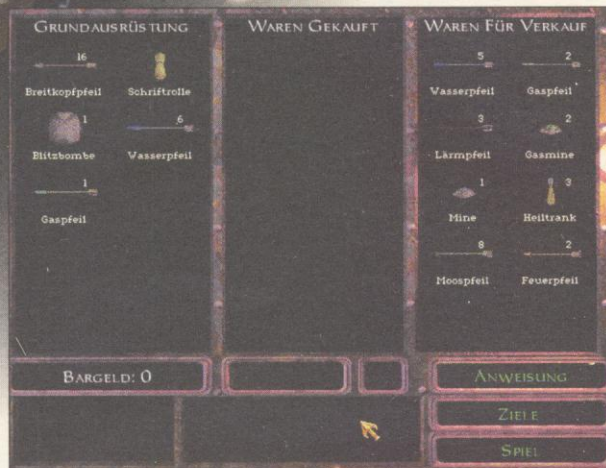 GRUNDAUSRÜSTUNG
16
Breitkopfpfeil
Schriftrolle
1
Blitzbombe
6
Wasserpfeil
1
Gaspfeil
WAREN GEKAUFT
WAREN FÜR VERKAUF
5
Wasserpfeil
2
Gaspfeil
3
Lärmpfeil
2
Gasmine
1
Mine
3
Heiltrank
8
Moospfeil
2
Feuerpfeil
BARGELD: 0
ANWEISUNG
ZIELE
SPIEL